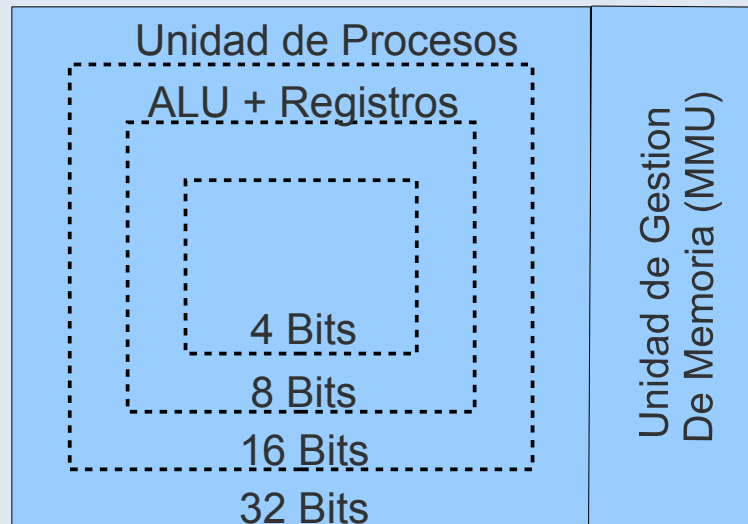 Unidad de Procesos
ALU + Registros
4 Bits
8 Bits
16 Bits
32 Bits
Unidad de Gestion
De Memoria (MMU)